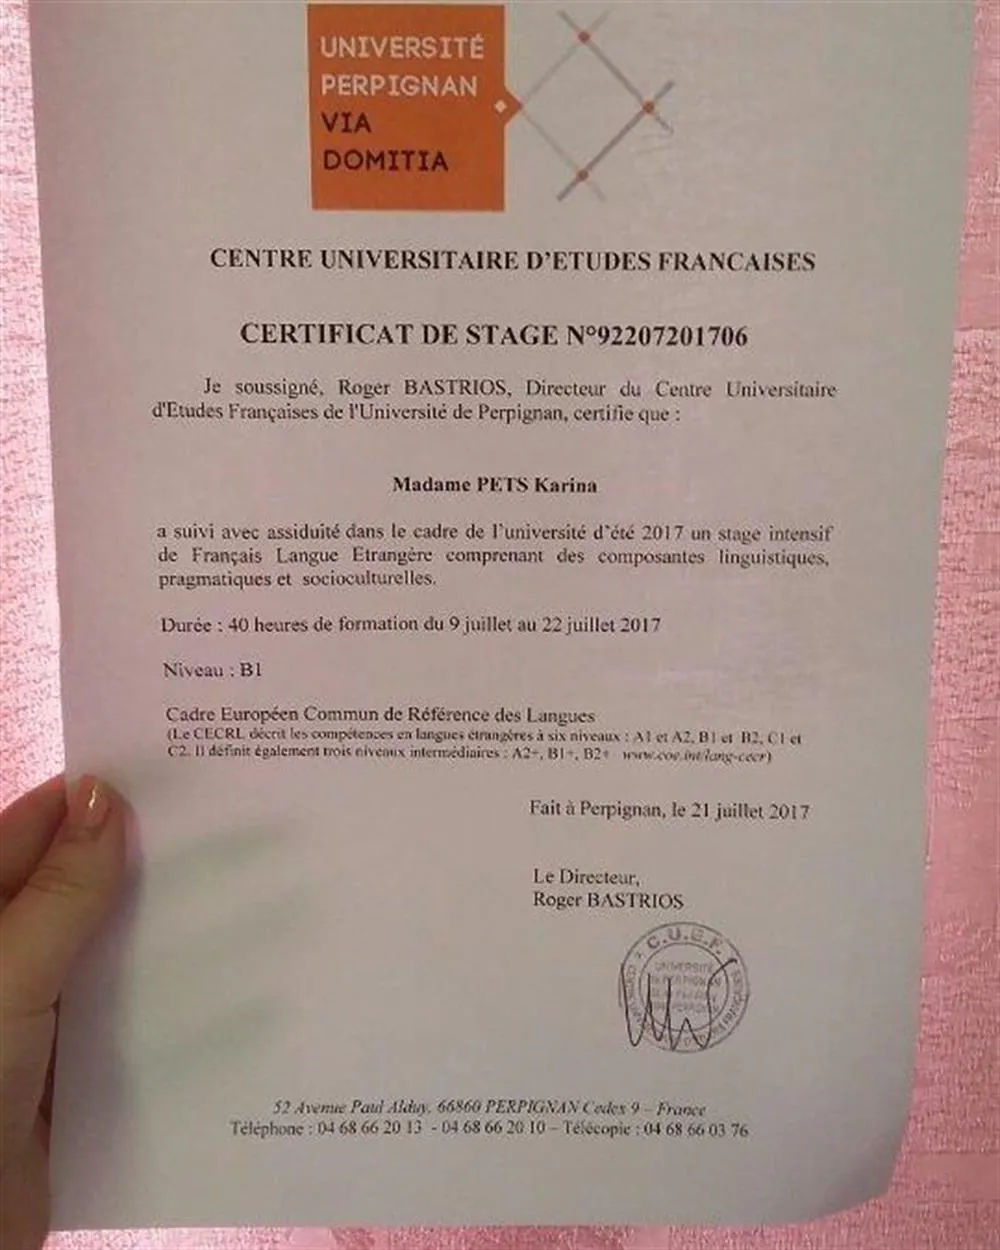 UNIVERSITÉ
PERPIGNAN
VIA
DOMITIA
CENTRE UNIVERSITAIRE D'ETUDES FRANCAISES
CERTIFICAT DE STAGE N°92207201706
Je soussigné, Roger BASTRIOS, Directeur du Centre Universitaire
d'Etudes Françaises de l'Université de Perpignan, certifie que :
Madame PETS Karina
a suivi avec assiduité dans le cadre de l'université d'été 2017 un stage intensif
de Français Langue Etrangère comprenant des composantes linguistiques,
pragmatiques et socioculturelles.
Durée : 40 heures de formation du 9 juillet au 22 juillet 2017
Niveau : B1
Cadre Européen Commun de Référence des Langues
(Le CECRL décrit les compétences en langues étrangères à six niveaux : A1 et A2, B1 et B2, C1 et
C2. Il définit également trois niveaux intermédiaires : A2+, B1+, B2+ www.coe.int/lang-cecr)
Fait à Perpignan, le 21 juillet 2017
Le Directeur,
Roger BASTRIOS
C.U.E.F.
UNIVERSITÉ
52 Avenue Paul Alduy, 66860 PERPIGNAN Cedex 9 – France
Téléphone : 04 68 66 20 13 - 04 68 66 20 10 – Télécopie : 04 68 66 03 76